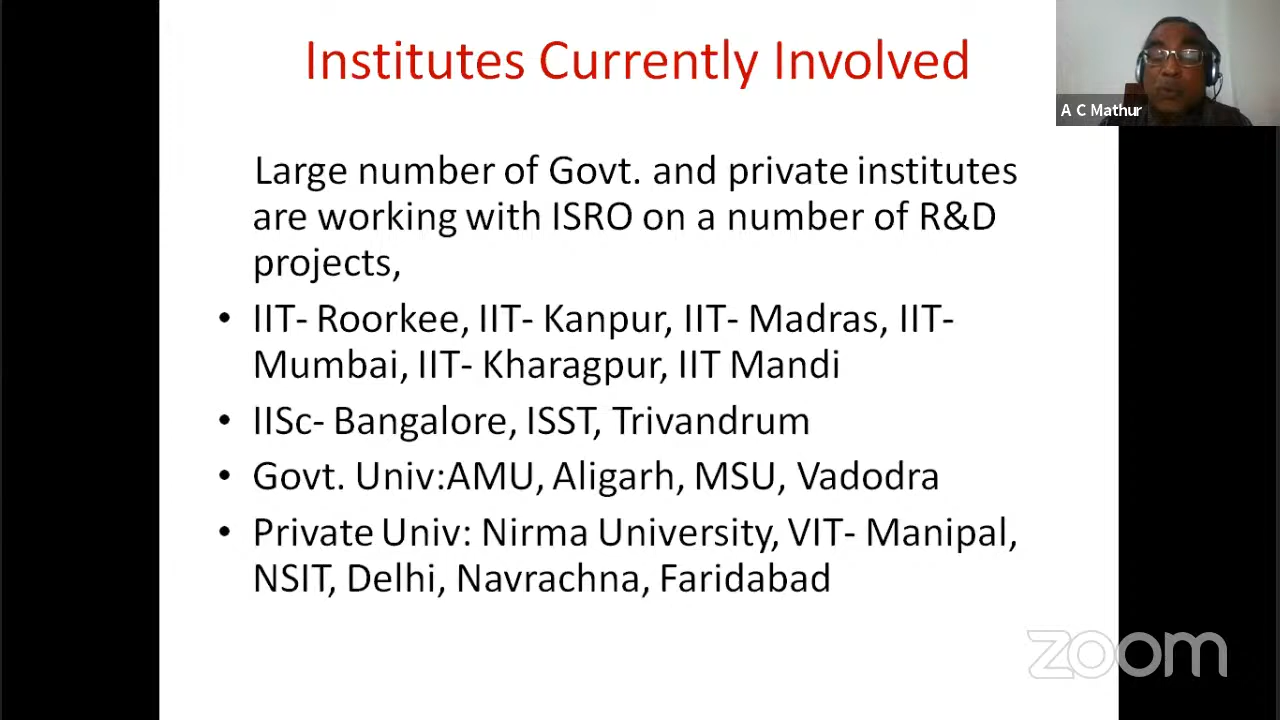 Institutes Currently Involved
A C Mathur
Large number of Govt. and private institutes
are working with ISRO on a number of R&D
projects,
• IIT- Roorkee, IIT- Kanpur, IIT- Madras, IIT-
Mumbai, IIT- Kharagpur, IIT Mandi
• IISc- Bangalore, ISST, Trivandrum
• Govt. Univ:AMU, Aligarh, MSU, Vadodra
• Private Univ: Nirma University, VIT- Manipal,
NSIT, Delhi, Navrachna, Faridabad
zoom